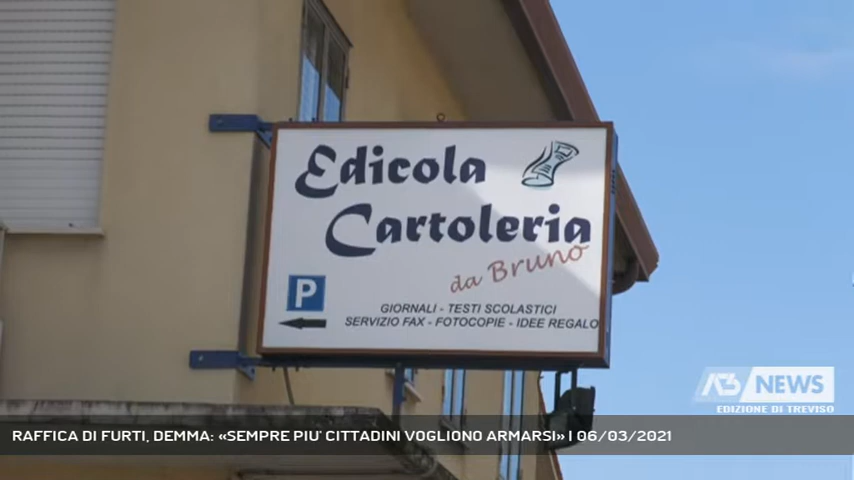 Edicola
Cartoleria
da Bruno
P
GIORNALI - TESTI SCOLASTICI
SERVIZIO FAX - FOTOCOPIE - IDEE REGALO
A3 NEWS
EDIZIONE DI TREVISO
RAFFICA DI FURTI, DEMMA: «SEMPRE PIU' CITTADINI VOGLIONO ARMARSI» | 06/03/2021